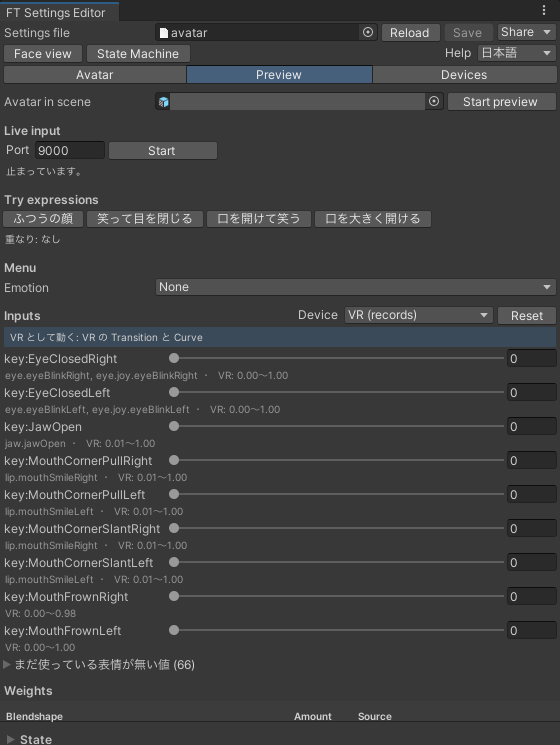 FT Settings Editor
Settings file avatar Reload Save Share
Face view State Machine Help 日本語
Avatar Preview Devices
Avatar in scene Start preview
Live input
Port 9000 Start
止まっています。
Try expressions
ふつうの顔 笑って目を閉じる 口を開けて笑う 口を大きく開ける
重なり: なし
Menu
Emotion None
Inputs Device VR (records) Reset
VR として動く: VR の Transition と Curve
key:EyeClosedRight 0
eye.eyeBlinkRight, eye.joy.eyeBlinkRight ・ VR: 0.00～1.00
key:EyeClosedLeft 0
eye.eyeBlinkLeft, eye.joy.eyeBlinkLeft ・ VR: 0.00～1.00
key:JawOpen 0
jaw.jawOpen ・ VR: 0.01～1.00
key:MouthCornerPullRight 0
lip.mouthSmileRight ・ VR: 0.01～1.00
key:MouthCornerPullLeft 0
lip.mouthSmileLeft ・ VR: 0.01～1.00
key:MouthCornerSlantRight 0
lip.mouthSmileRight ・ VR: 0.01～1.00
key:MouthCornerSlantLeft 0
lip.mouthSmileLeft ・ VR: 0.01～1.00
key:MouthFrownRight 0
VR: 0.00～0.98
key:MouthFrownLeft 0
VR: 0.00～1.00
まだ使っている表情が無い値 (66)
Weights
Blendshape Amount Source
State